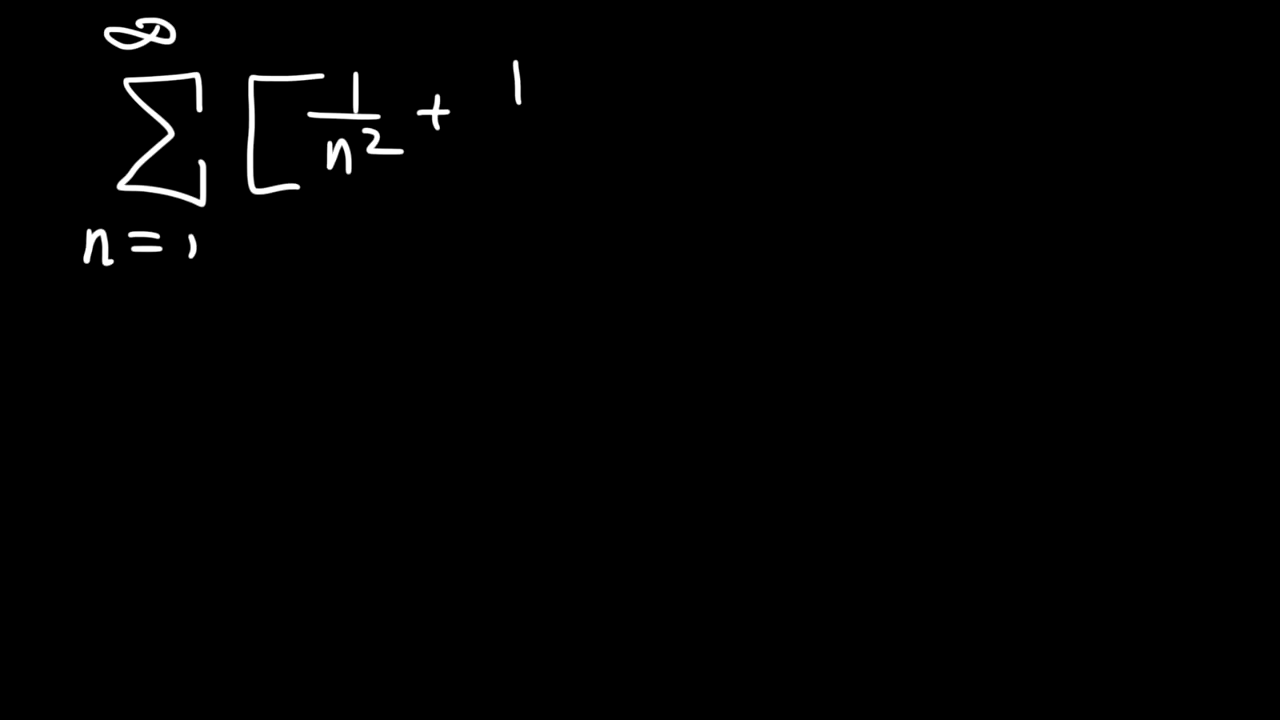 ∞
∑ [ 1/n² + 1
n = 1